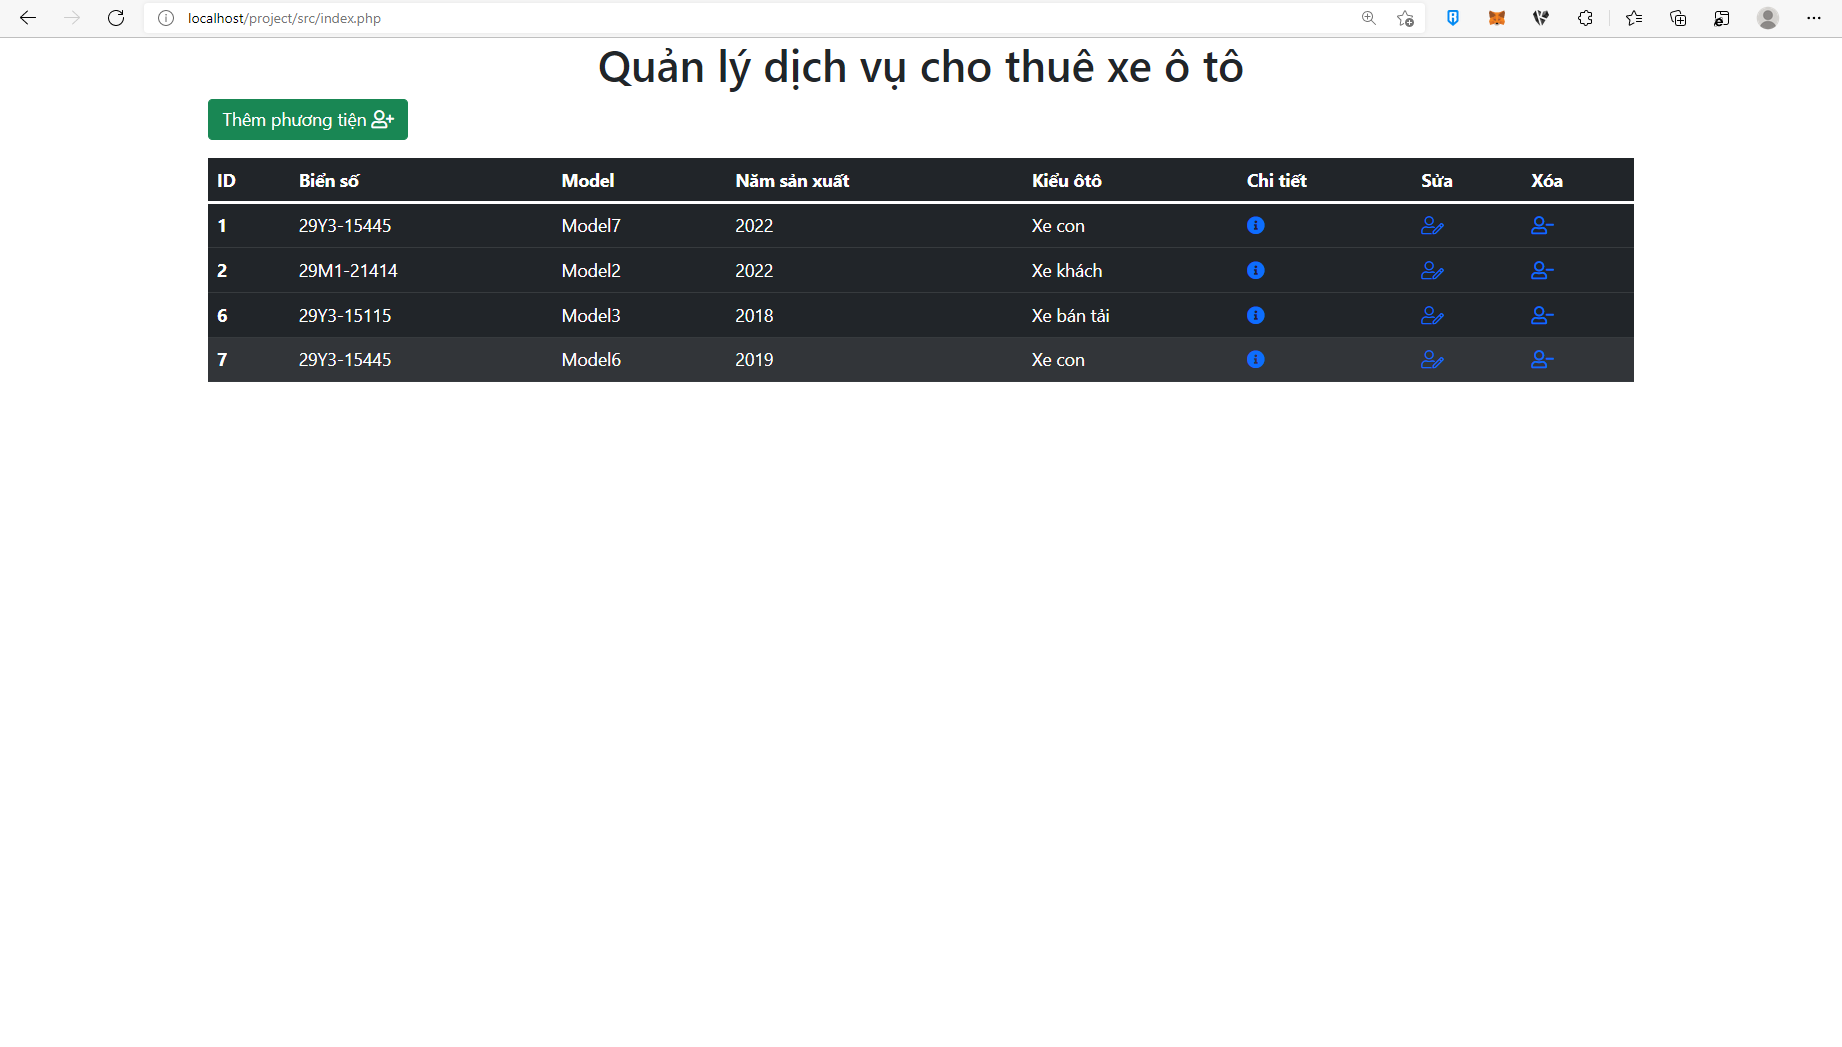 localhost/project/src/index.php
Quản lý dịch vụ cho thuê xe ô tô
Thêm phương tiện
ID Biển số Model Năm sản xuất Kiểu ôtô Chi tiết Sửa Xóa
1 29Y3-15445 Model7 2022 Xe con
2 29M1-21414 Model2 2022 Xe khách
6 29Y3-15115 Model3 2018 Xe bán tải
7 29Y3-15445 Model6 2019 Xe con